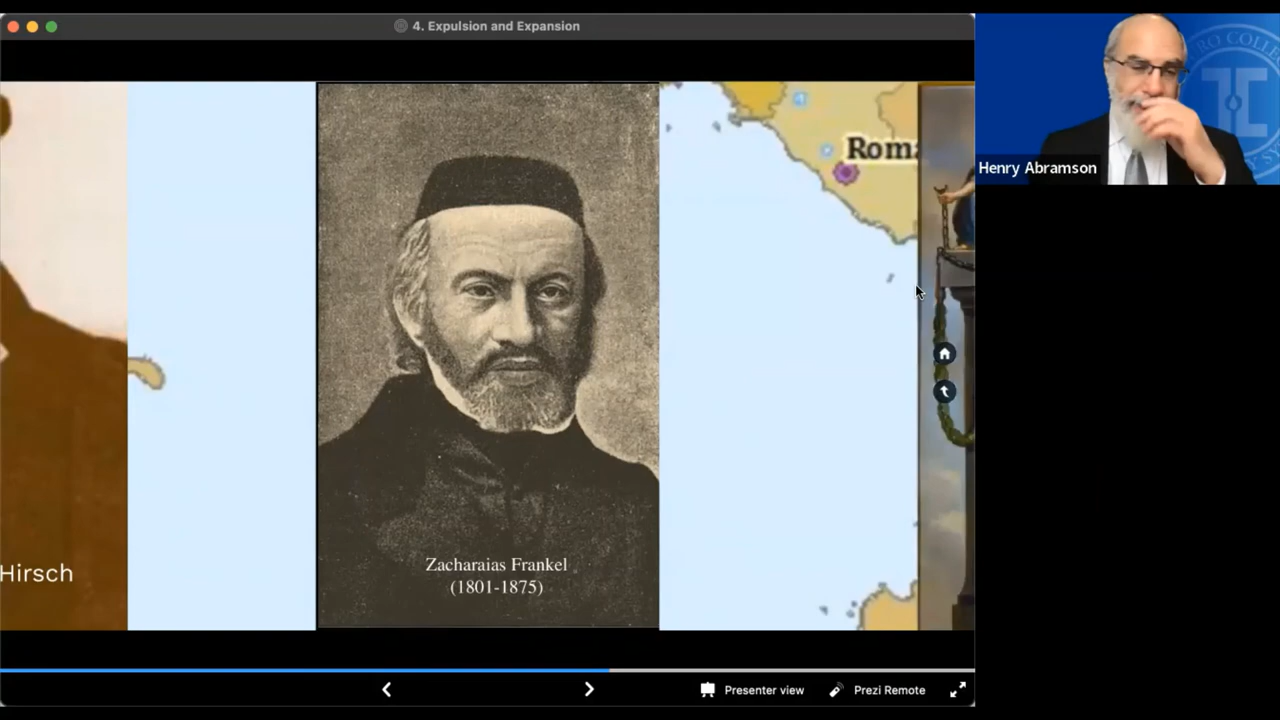 4. Expulsion and Expansion
Roma
Hirsch
Zacharaias Frankel
(1801-1875)
Presenter view
Prezi Remote
Henry Abramson